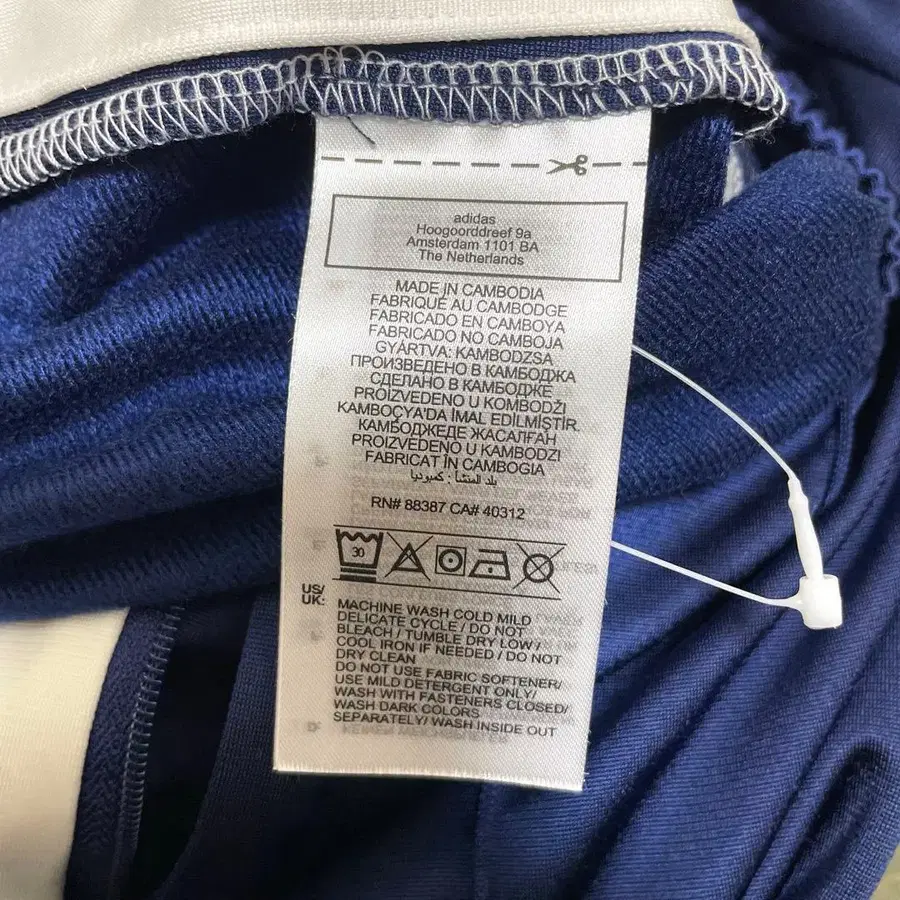 adidas
Hoogoorddreef 9a
Amsterdam 1101 BA
The Netherlands
MADE IN CAMBODIA
FABRIQUÉ AU CAMBODGE
FABRICADO EN CAMBOYA
FABRICADO NO CAMBOJA
GYÁRTVA: KAMBODZSA
ПРОИЗВЕДЕНО В КАМБОДЖА
СДЕЛАНО В КАМБОДЖЕ
PROIZVEDENO U KOMBODŽI
KAMBOÇYA'DA İMAL EDİLMİŞTİR.
КАМБОДЖЕДЕ ЖАСАЛҒАН
PROIZVEDENO U KAMBODZI
FABRICAT ÎN CAMBOGIA
بلد المنشأ : كمبوديا
RN# 88387 CA# 40312
30
US/
UK:
MACHINE WASH COLD MILD
DELICATE CYCLE / DO NOT
BLEACH / TUMBLE DRY LOW /
COOL IRON IF NEEDED / DO NOT
DRY CLEAN
DO NOT USE FABRIC SOFTENER/
USE MILD DETERGENT ONLY/
WASH WITH FASTENERS CLOSED/
WASH DARK COLORS
SEPARATELY/ WASH INSIDE OUT